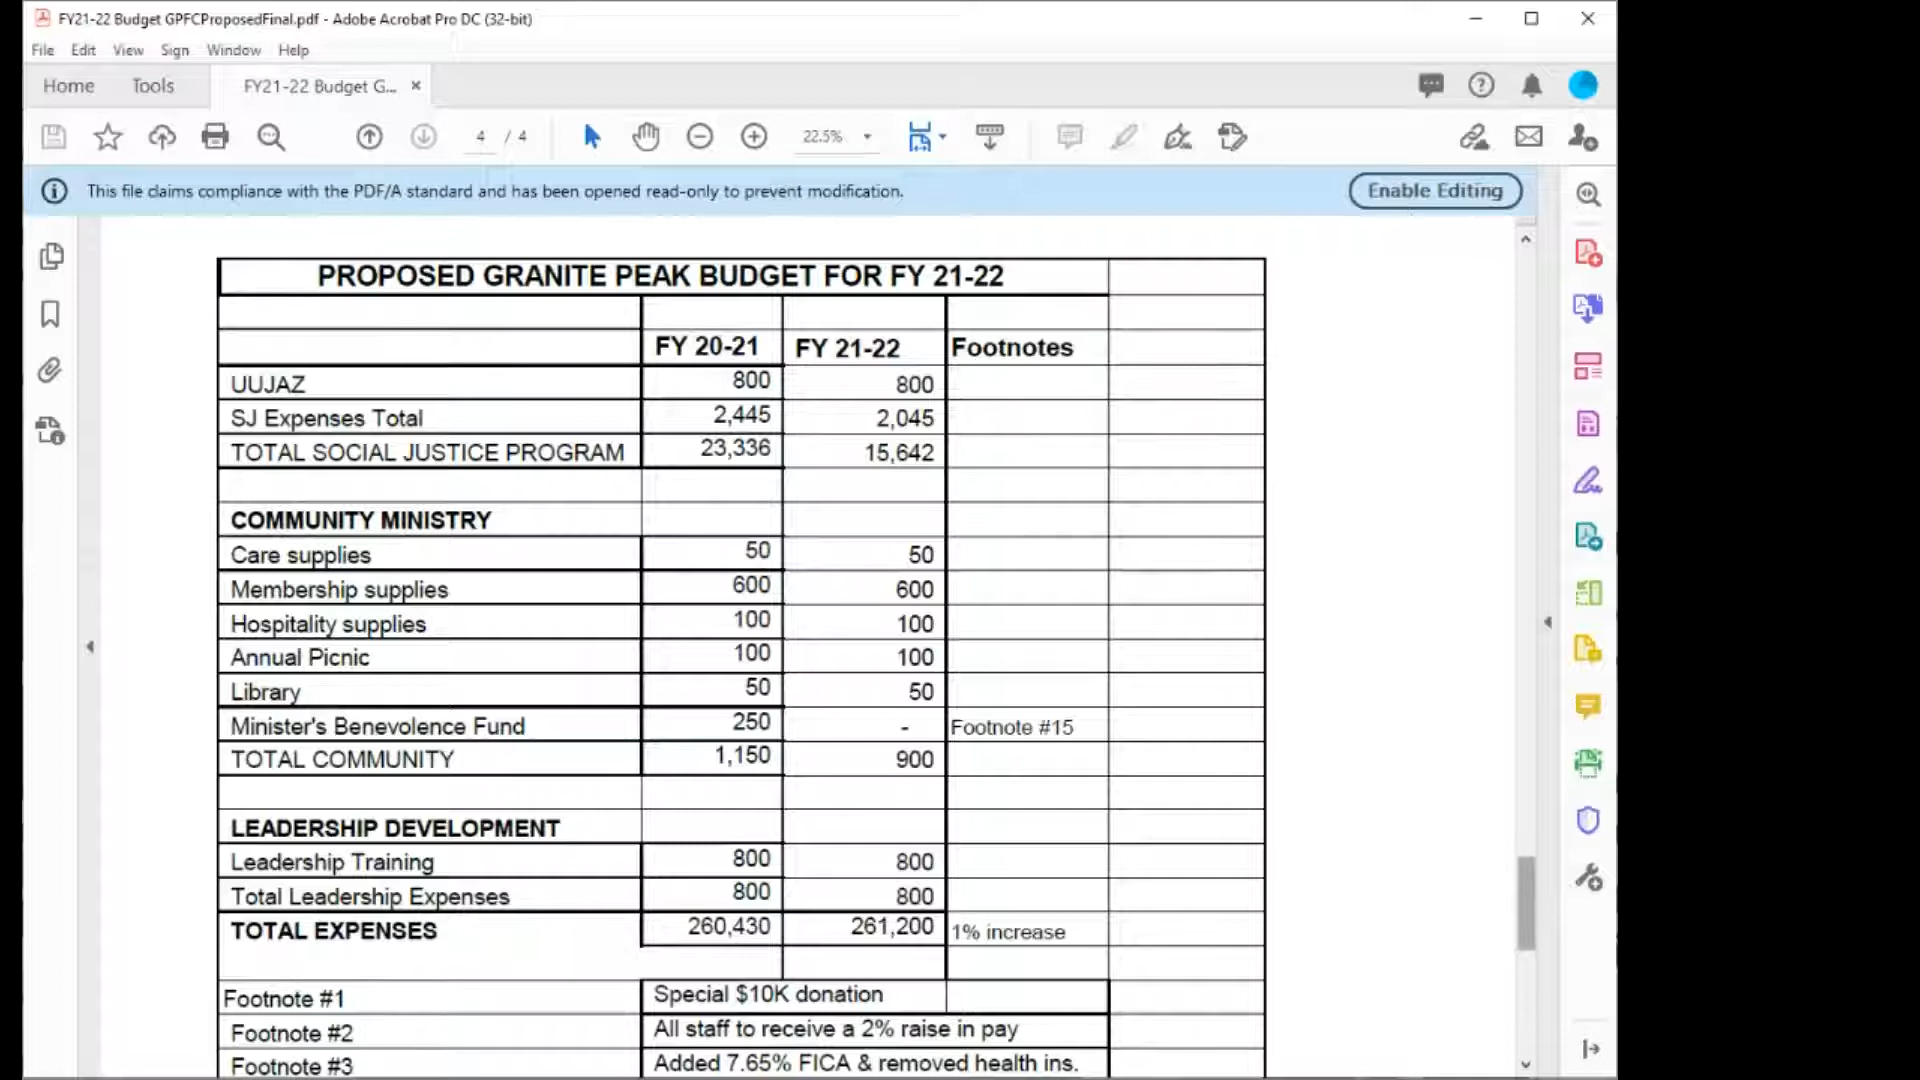 FY21-22 Budget GPFCProposedFinal.pdf - Adobe Acrobat Pro DC (32-bit)
File Edit View Sign Window Help
Home Tools FY21-22 Budget G... ×
4 / 4 22.5%
This file claims compliance with the PDF/A standard and has been opened read-only to prevent modification. Enable Editing
PROPOSED GRANITE PEAK BUDGET FOR FY 21-22
FY 20-21 FY 21-22 Footnotes
UUJAZ 800 800
SJ Expenses Total 2,445 2,045
TOTAL SOCIAL JUSTICE PROGRAM 23,336 15,642
COMMUNITY MINISTRY
Care supplies 50 50
Membership supplies 600 600
Hospitality supplies 100 100
Annual Picnic 100 100
Library 50 50
Minister's Benevolence Fund 250 - Footnote #15
TOTAL COMMUNITY 1,150 900
LEADERSHIP DEVELOPMENT
Leadership Training 800 800
Total Leadership Expenses 800 800
TOTAL EXPENSES 260,430 261,200 1% increase
Footnote #1 Special $10K donation
Footnote #2 All staff to receive a 2% raise in pay
Footnote #3 Added 7.65% FICA & removed health ins.